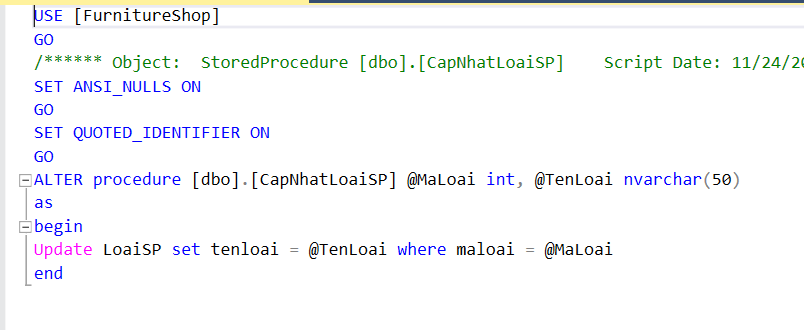 USE [FurnitureShop]
GO
/****** Object:  StoredProcedure [dbo].[CapNhatLoaiSP]    Script Date: 11/24/20
SET ANSI_NULLS ON
GO
SET QUOTED_IDENTIFIER ON
GO
ALTER procedure [dbo].[CapNhatLoaiSP] @MaLoai int, @TenLoai nvarchar(50)
as
begin
Update LoaiSP set tenloai = @TenLoai where maloai = @MaLoai
end